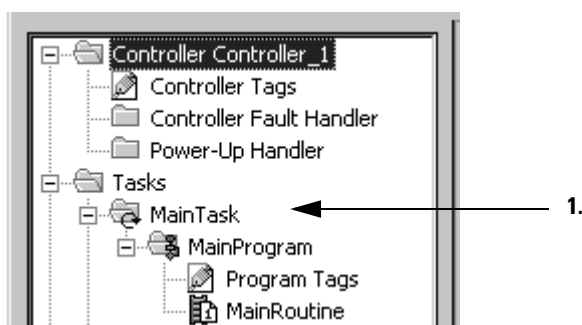 Controller Controller_1
Controller Tags
Controller Fault Handler
Power-Up Handler
Tasks
MainTask
1.
MainProgram
Program Tags
MainRoutine